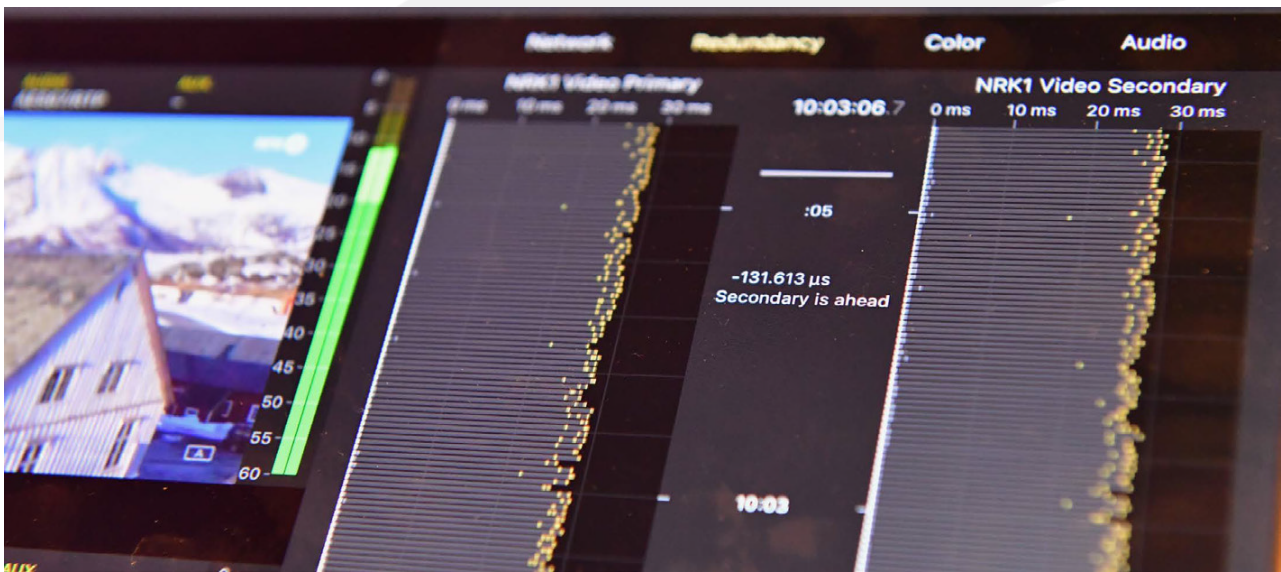 Network Redundancy Color Audio
NRK1 Video Primary
0 ms 10 ms 20 ms 30 ms
10:03:06.7
NRK1 Video Secondary
0 ms 10 ms 20 ms 30 ms
AUX
:05
-131.613 µs
Secondary is ahead
10:03
35
40
45
50
55
60
A
AUX